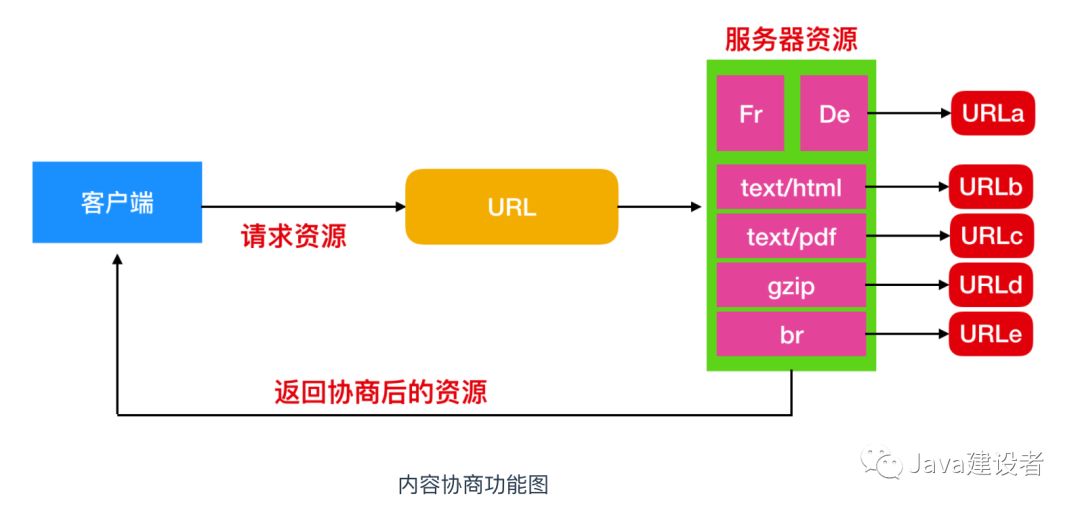 服务器资源
Fr
De
URLa
客户端
请求资源
URL
text/html
URLb
text/pdf
URLc
gzip
URLd
br
URLe
返回协商后的资源
Java建设者
内容协商功能图